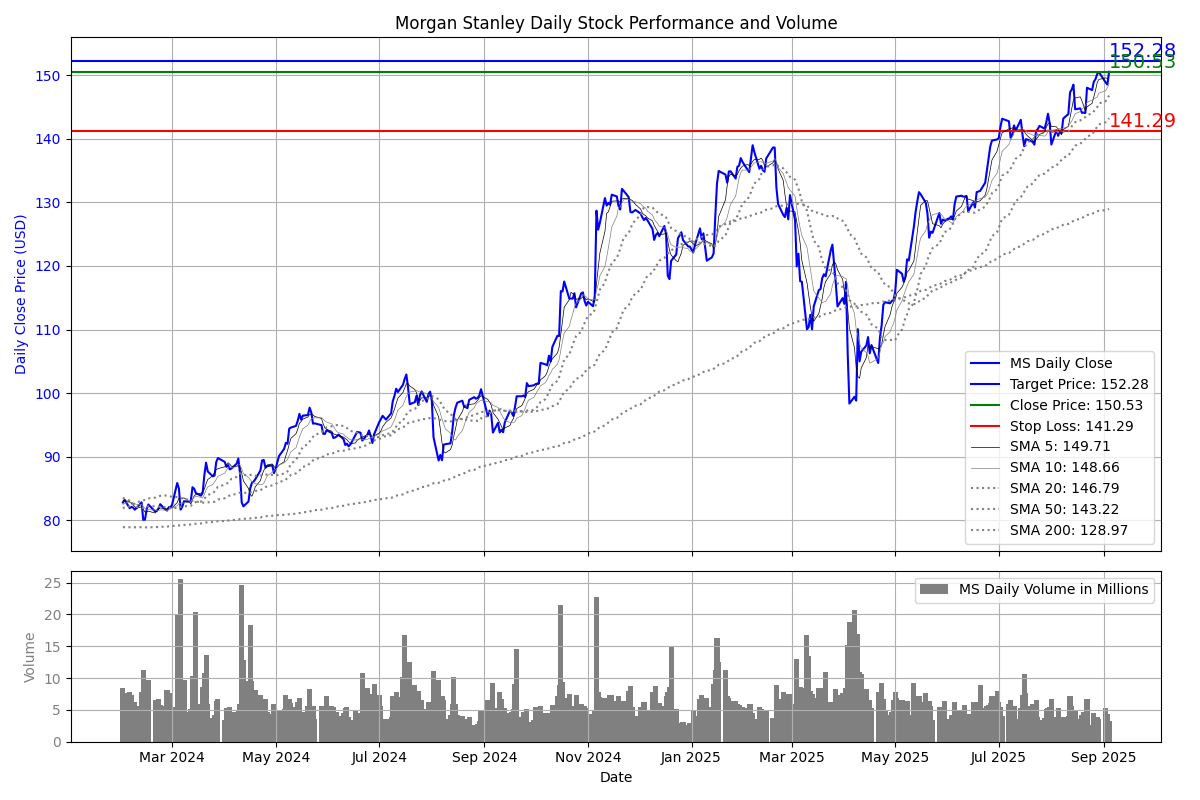 Morgan Stanley Daily Stock Performance and Volume
152.28
150.53
141.29
Daily Close Price (USD)
150
140
130
120
110
100
90
80
MS Daily Close
Target Price: 152.28
Close Price: 150.53
Stop Loss: 141.29
SMA 5: 149.71
SMA 10: 148.66
SMA 20: 146.79
SMA 50: 143.22
SMA 200: 128.97
Volume
25
20
15
10
5
0
MS Daily Volume in Millions
Mar 2024
May 2024
Jul 2024
Sep 2024
Nov 2024
Jan 2025
Mar 2025
May 2025
Jul 2025
Sep 2025
Date